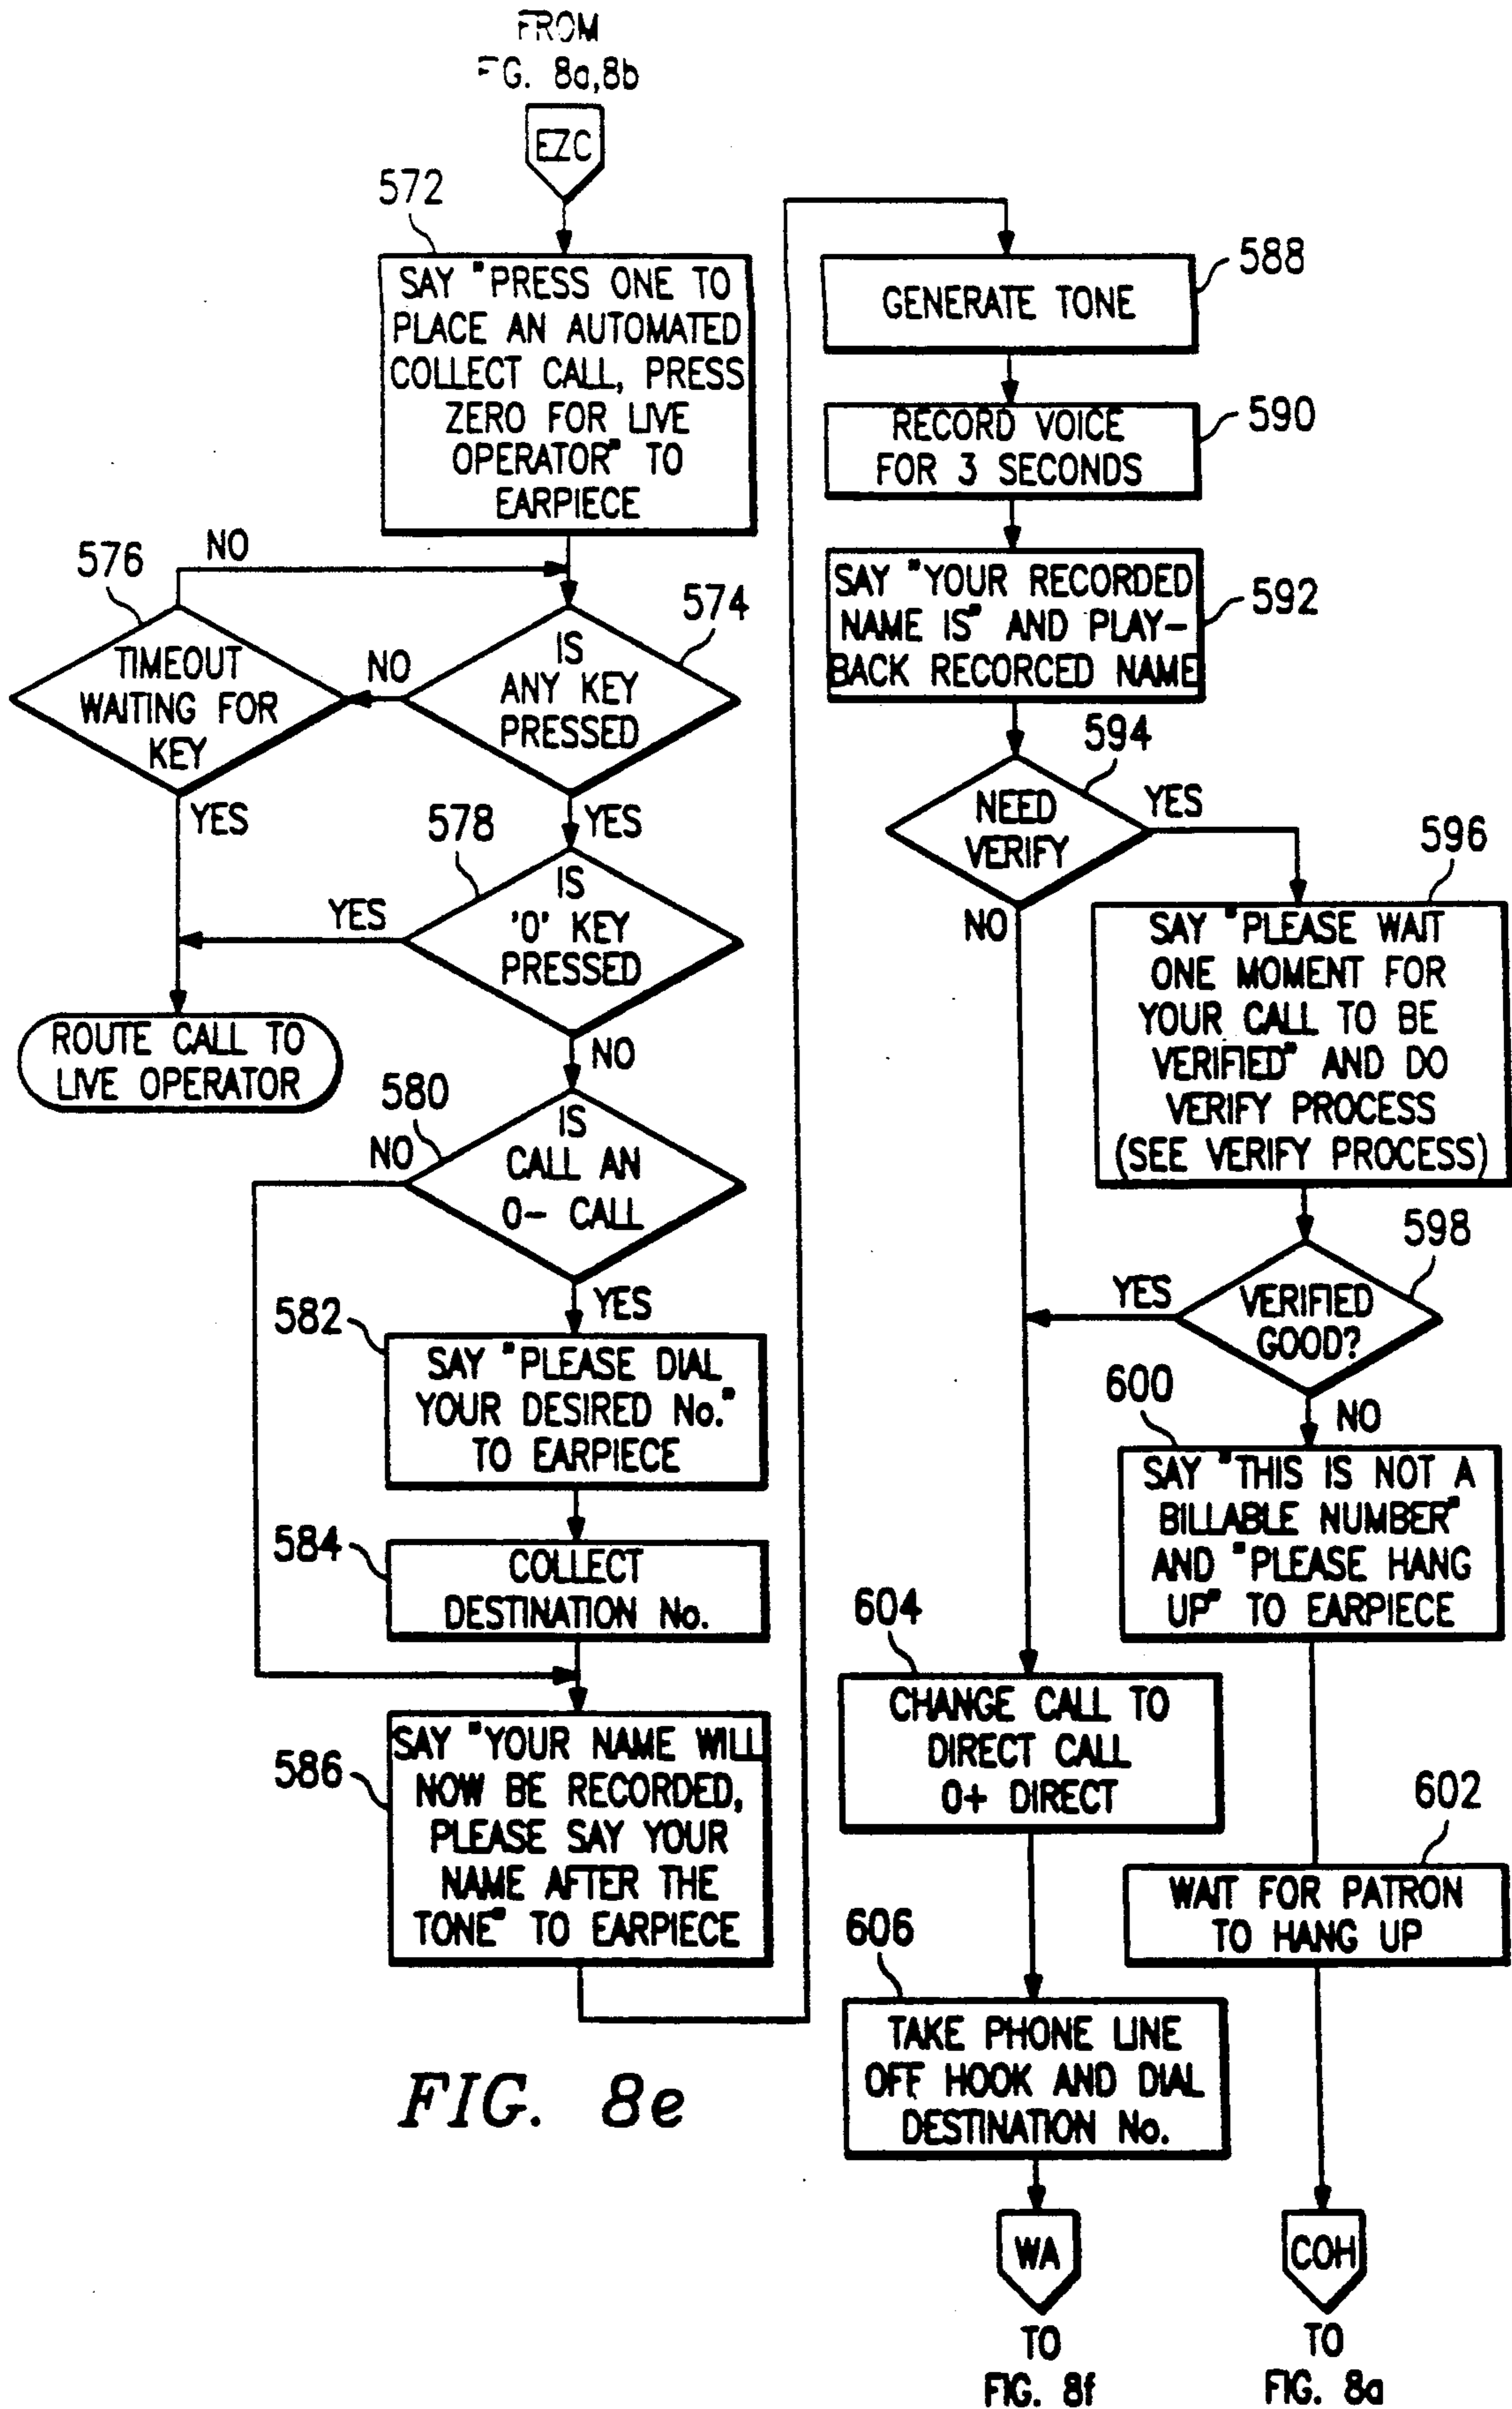 FROM
FIG. 8a,8b
EZC
572
SAY "PRESS ONE TO
PLACE AN AUTOMATED
COLLECT CALL, PRESS
ZERO FOR LIVE
OPERATOR" TO
EARPIECE
576
NO
574
TIMEOUT
WAITING FOR
KEY
NO
IS
ANY KEY
PRESSED
YES
578
YES
IS
'0' KEY
PRESSED
YES
ROUTE CALL TO
LIVE OPERATOR
NO
580
NO
IS
CALL AN
0- CALL
YES
582
SAY "PLEASE DIAL
YOUR DESIRED No."
TO EARPIECE
584
COLLECT
DESTINATION No.
586
SAY "YOUR NAME WILL
NOW BE RECORDED,
PLEASE SAY YOUR
NAME AFTER THE
TONE" TO EARPIECE
588
GENERATE TONE
590
RECORD VOICE
FOR 3 SECONDS
592
SAY "YOUR RECORDED
NAME IS" AND PLAY-
BACK RECORCED NAME
594
NEED
VERIFY
YES
NO
596
SAY "PLEASE WAIT
ONE MOMENT FOR
YOUR CALL TO BE
VERIFIED" AND DO
VERIFY PROCESS
(SEE VERIFY PROCESS)
598
YES
VERIFIED
GOOD?
NO
600
SAY "THIS IS NOT A
BILLABLE NUMBER"
AND "PLEASE HANG
UP" TO EARPIECE
604
CHANGE CALL TO
DIRECT CALL
0+ DIRECT
602
WAIT FOR PATRON
TO HANG UP
606
TAKE PHONE LINE
OFF HOOK AND DIAL
DESTINATION No.
WA
TO
FIG. 8f
COH
TO
FIG. 8a
FIG. 8e